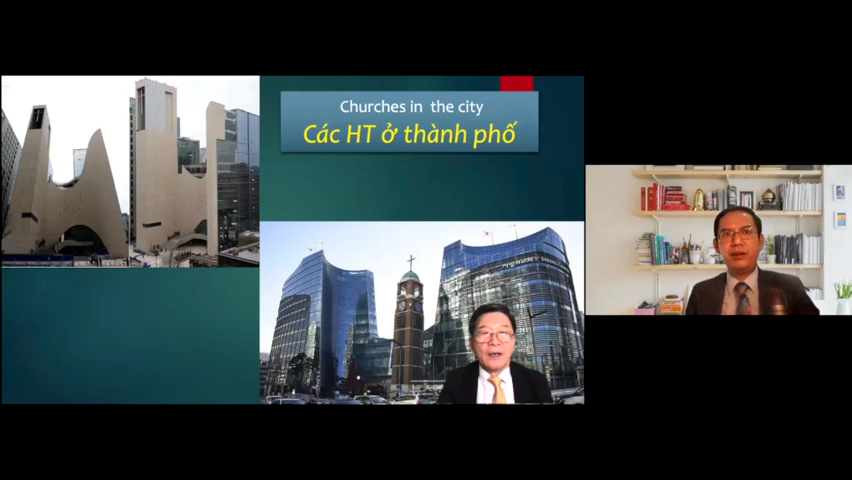 Churches in the city
Các HT ở thành phố